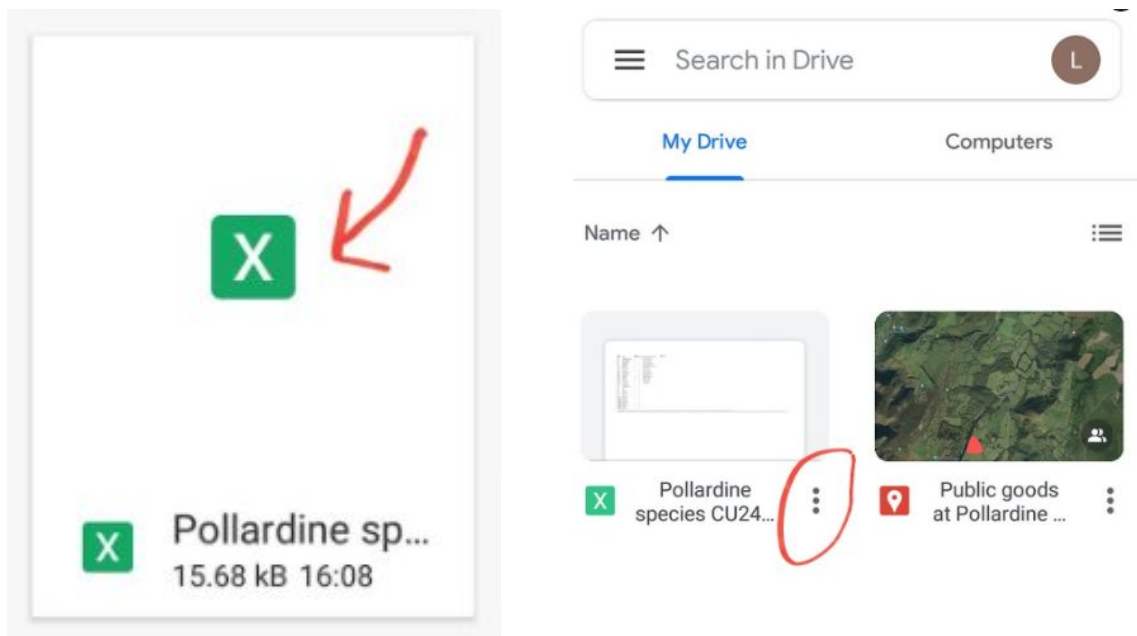 X
X
Pollardine sp...
15.68 kB 16:08
Search in Drive
L
My Drive
Computers
Name
X
Pollardine
species CU24...
Public goods
at Pollardine ...